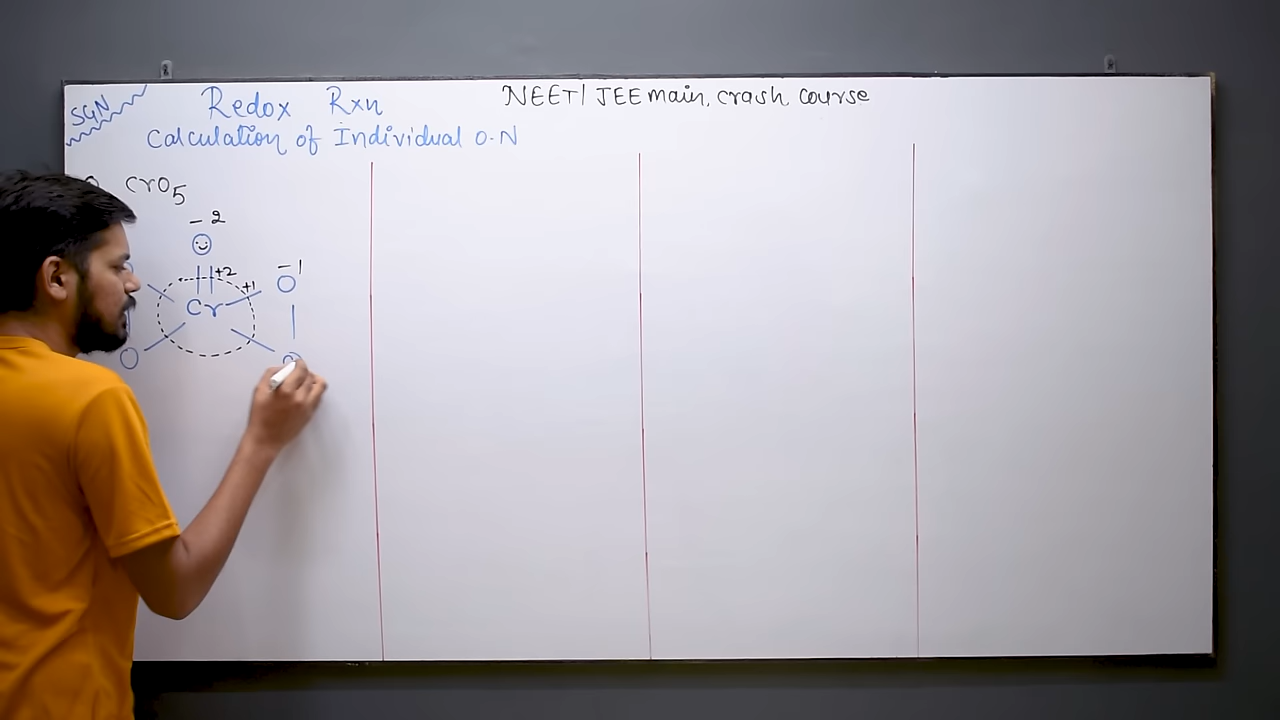 SGN
Redox Rxn
NEET/ JEE main, crash course
Calculation of Individual O.N
CrO5
-2
+2
-1
+1
O
Cr
O
O